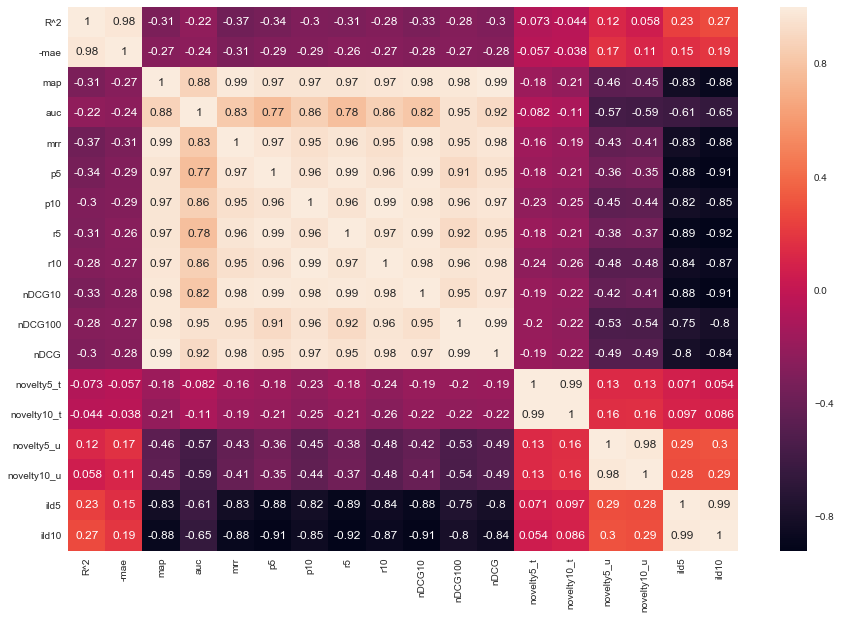 R^2 1 0.98 -0.31 -0.22 -0.37 -0.34 -0.3 -0.31 -0.28 -0.33 -0.28 -0.3 -0.073 -0.044 0.12 0.058 0.23 0.27
-mae 0.98 1 -0.27 -0.24 -0.31 -0.29 -0.29 -0.26 -0.27 -0.28 -0.27 -0.28 -0.057 -0.038 0.17 0.11 0.15 0.19
0.8
map -0.31 -0.27 1 0.88 0.99 0.97 0.97 0.97 0.97 0.98 0.98 0.99 -0.18 -0.21 -0.46 -0.45 -0.83 -0.88
auc -0.22 -0.24 0.88 1 0.83 0.77 0.86 0.78 0.86 0.82 0.95 0.92 -0.082 -0.11 -0.57 -0.59 -0.61 -0.65
mrr -0.37 -0.31 0.99 0.83 1 0.97 0.95 0.96 0.95 0.98 0.95 0.98 -0.16 -0.19 -0.43 -0.41 -0.83 -0.88
p5 -0.34 -0.29 0.97 0.77 0.97 1 0.96 0.99 0.96 0.99 0.91 0.95 -0.18 -0.21 -0.36 -0.35 -0.88 -0.91
0.4
p10 -0.3 -0.29 0.97 0.86 0.95 0.96 1 0.96 0.99 0.98 0.96 0.97 -0.23 -0.25 -0.45 -0.44 -0.82 -0.85
r5 -0.31 -0.26 0.97 0.78 0.96 0.99 0.96 1 0.97 0.99 0.92 0.95 -0.18 -0.21 -0.38 -0.37 -0.89 -0.92
r10 -0.28 -0.27 0.97 0.86 0.95 0.96 0.99 0.97 1 0.98 0.96 0.98 -0.24 -0.26 -0.48 -0.48 -0.84 -0.87
0.0
nDCG10 -0.33 -0.28 0.98 0.82 0.98 0.99 0.98 0.99 0.98 1 0.95 0.97 -0.19 -0.22 -0.42 -0.41 -0.88 -0.91
nDCG100 -0.28 -0.27 0.98 0.95 0.95 0.91 0.96 0.92 0.96 0.95 1 0.99 -0.2 -0.22 -0.53 -0.54 -0.75 -0.8
nDCG -0.3 -0.28 0.99 0.92 0.98 0.95 0.97 0.95 0.98 0.97 0.99 1 -0.19 -0.22 -0.49 -0.49 -0.8 -0.84
novelty5_t -0.073 -0.057 -0.18 -0.082 -0.16 -0.18 -0.23 -0.18 -0.24 -0.19 -0.2 -0.19 1 0.99 0.13 0.13 0.071 0.054
-0.4
novelty10_t -0.044 -0.038 -0.21 -0.11 -0.19 -0.21 -0.25 -0.21 -0.26 -0.22 -0.22 -0.22 0.99 1 0.16 0.16 0.097 0.086
novelty5_u 0.12 0.17 -0.46 -0.57 -0.43 -0.36 -0.45 -0.38 -0.48 -0.42 -0.53 -0.49 0.13 0.16 1 0.98 0.29 0.3
novelty10_u 0.058 0.11 -0.45 -0.59 -0.41 -0.35 -0.44 -0.37 -0.48 -0.41 -0.54 -0.49 0.13 0.16 0.98 1 0.28 0.29
ild5 0.23 0.15 -0.83 -0.61 -0.83 -0.88 -0.82 -0.89 -0.84 -0.88 -0.75 -0.8 0.071 0.097 0.29 0.28 1 0.99
-0.8
ild10 0.27 0.19 -0.88 -0.65 -0.88 -0.91 -0.85 -0.92 -0.87 -0.91 -0.8 -0.84 0.054 0.086 0.3 0.29 0.99 1
R^2 -mae map auc mrr p5 p10 r5 r10 nDCG10 nDCG100 nDCG novelty5_t novelty10_t novelty5_u novelty10_u ild5 ild10